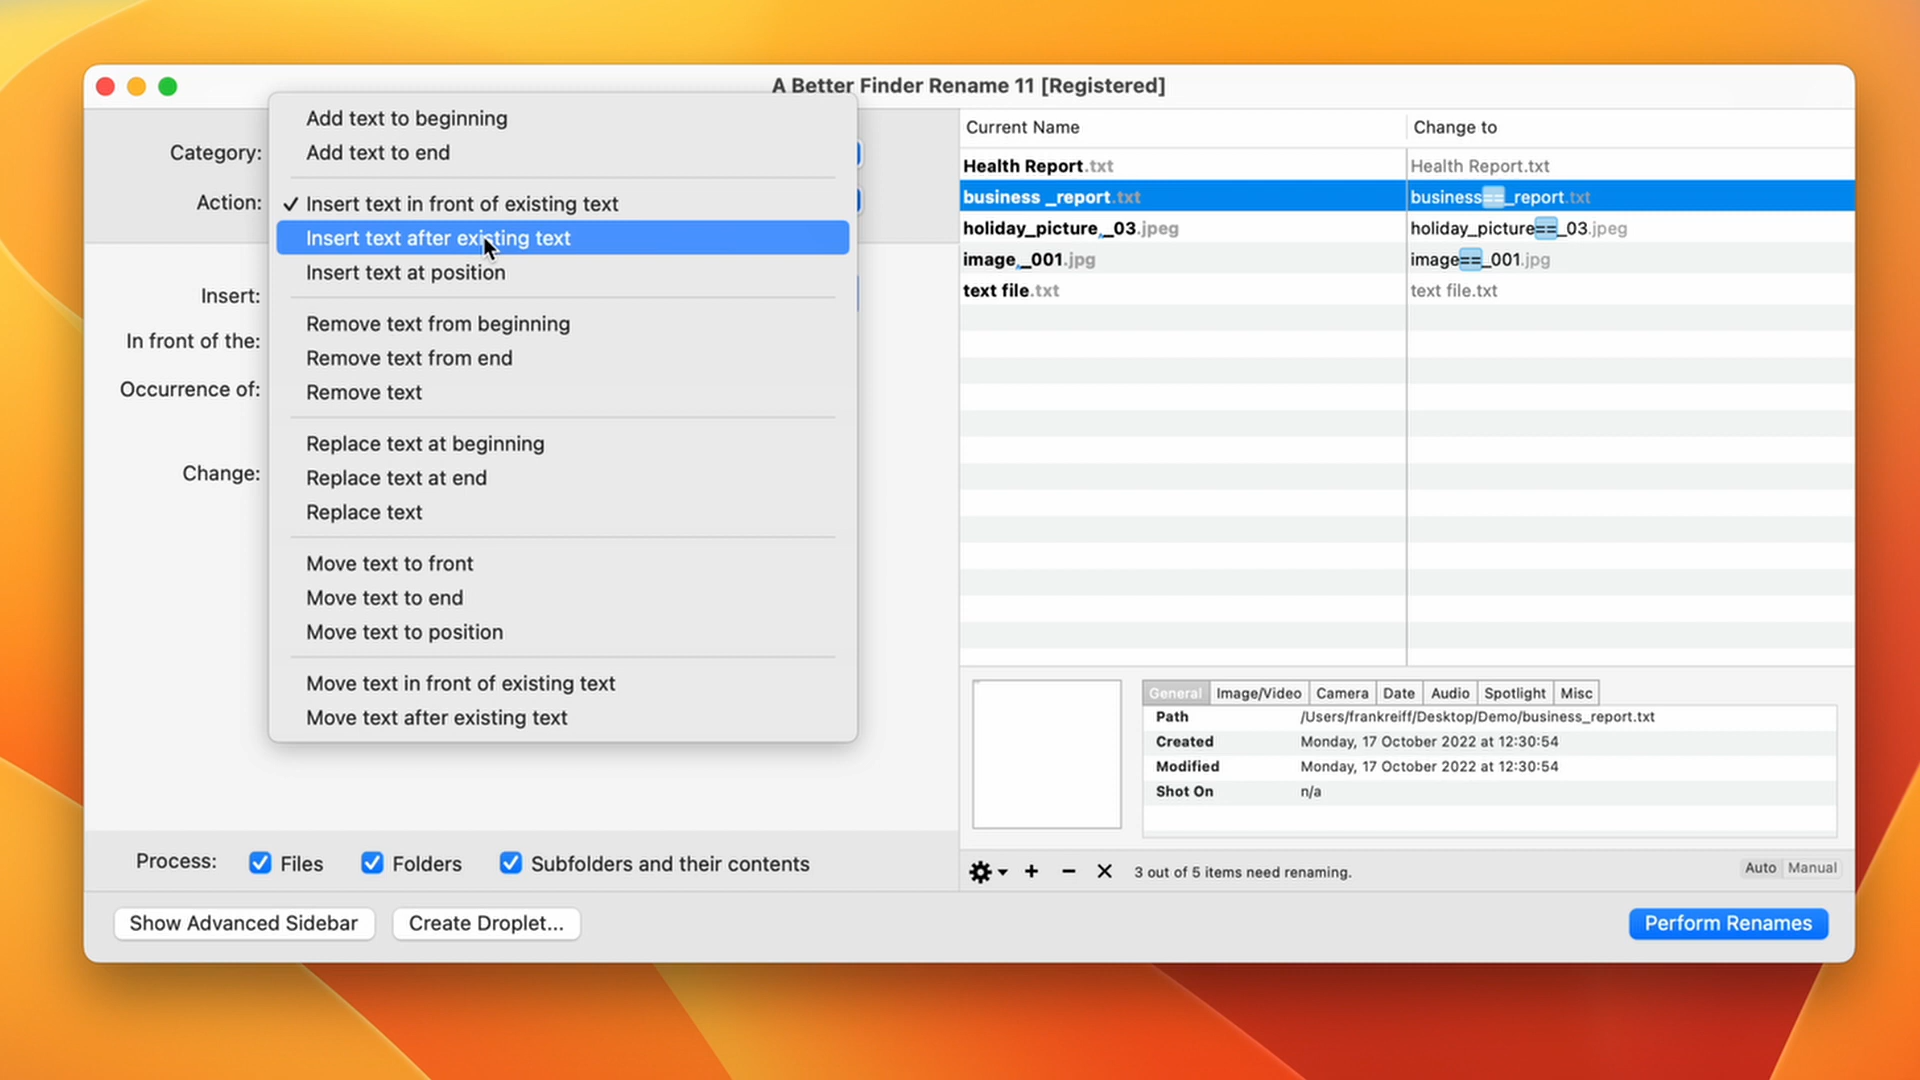 A Better Finder Rename 11 [Registered]
Category:
Action:
Insert:
In front of the:
Occurrence of:
Change:
Add text to beginning
Add text to end
✓ Insert text in front of existing text
Insert text after existing text
Insert text at position
Remove text from beginning
Remove text from end
Remove text
Replace text at beginning
Replace text at end
Replace text
Move text to front
Move text to end
Move text to position
Move text in front of existing text
Move text after existing text
Process: Files Folders Subfolders and their contents
Show Advanced Sidebar Create Droplet...
Current Name Change to
Health Report.txt Health Report.txt
business _report.txt business==_report.txt
holiday_picture _03.jpeg holiday_picture==_03.jpeg
image _001.jpg image==_001.jpg
text file.txt text file.txt
General Image/Video Camera Date Audio Spotlight Misc
Path /Users/frankreiff/Desktop/Demo/business_report.txt
Created Monday, 17 October 2022 at 12:30:54
Modified Monday, 17 October 2022 at 12:30:54
Shot On n/a
3 out of 5 items need renaming. Auto Manual
Perform Renames